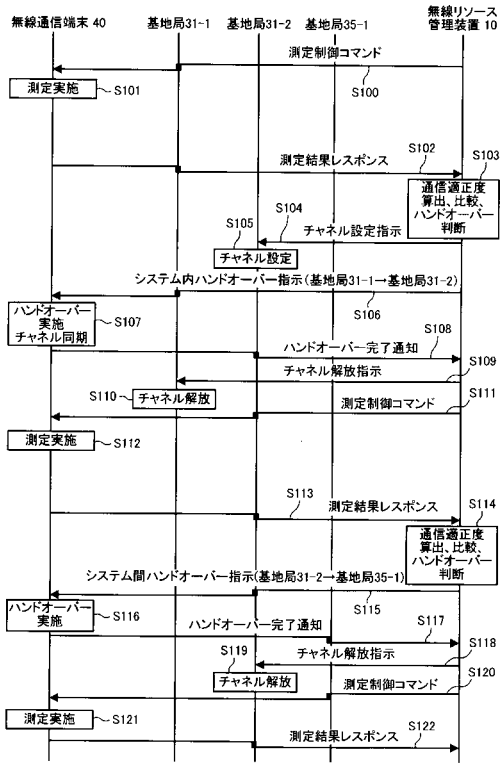 無線通信端末 40
基地局31-1
基地局31-2
基地局35-1
無線リソース
管理装置 10
測定制御コマンド
S100
測定実施
S101
測定結果レスポンス
S102
S103
通信適正度
算出、比較、
ハンドオーバー
判断
S104
チャネル設定指示
S105
チャネル設定
システム内ハンドオーバー指示(基地局31-1→基地局31-2)
S106
ハンドオーバー
実施
チャネル同期
S107
ハンドオーバー完了通知
S108
チャネル解放指示
S109
S110
チャネル解放
測定制御コマンド
S111
測定実施
S112
S113
測定結果レスポンス
S114
通信適正度
算出、比較、
ハンドオーバー
判断
システム間ハンドオーバー指示(基地局31-2→基地局35-1)
S115
ハンドオーバー
実施
S116
ハンドオーバー完了通知
S117
チャネル解放指示
S118
S119
チャネル解放
測定制御コマンド
S120
測定実施
S121
測定結果レスポンス
S122